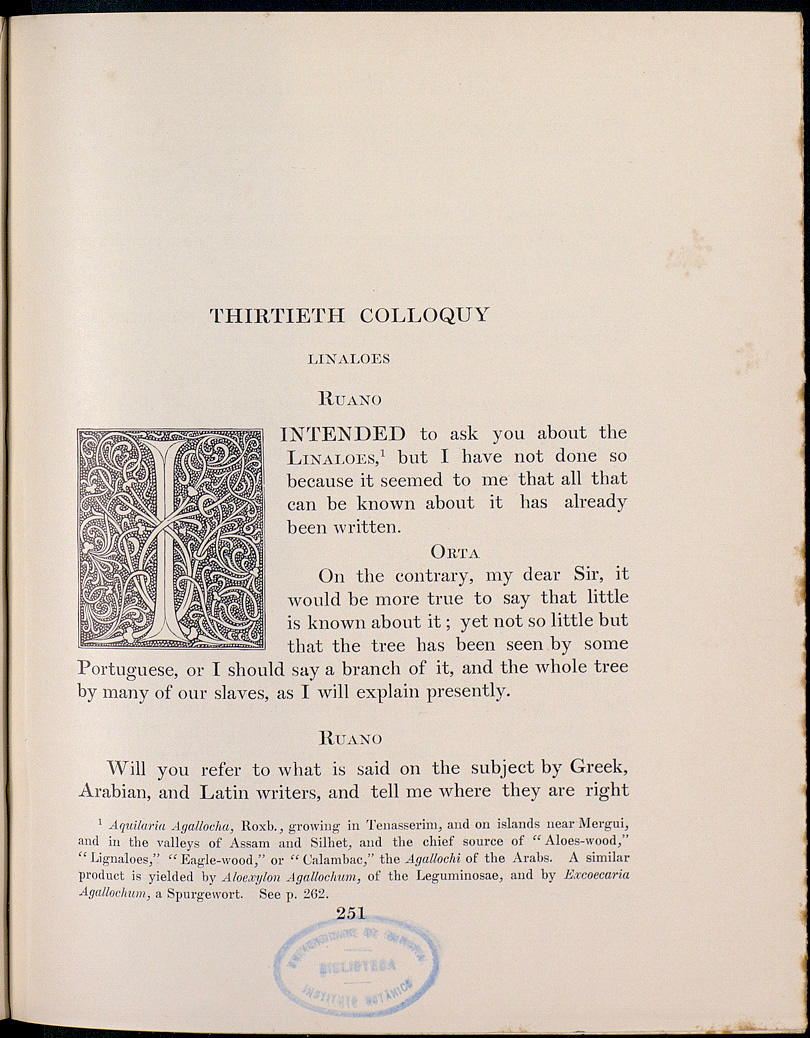 THIRTIETH COLLOQUY
LINALOES
RUANO
I INTENDED to ask you about the
LINALOES,¹ but I have not done so
because it seemed to me that all that
can be known about it has already
been written.
ORTA
On the contrary, my dear Sir, it
would be more true to say that little
is known about it; yet not so little but
that the tree has been seen by some
Portuguese, or I should say a branch of it, and the whole tree
by many of our slaves, as I will explain presently.
RUANO
Will you refer to what is said on the subject by Greek,
Arabian, and Latin writers, and tell me where they are right
¹ Aquilaria Agallocha, Roxb., growing in Tenasserim, and on islands near Mergui,
and in the valleys of Assam and Silhet, and the chief source of “Aloes-wood,”
“Lignaloes,” “Eagle-wood,” or “Calambac,” the Agallochi of the Arabs. A similar
product is yielded by Aloexylon Agallochum, of the Leguminosae, and by Excoecaria
Agallochum, a Spurgewort. See p. 262.
251
DE
BIBLIOTECA
INSTITUTO BOTÂNICO